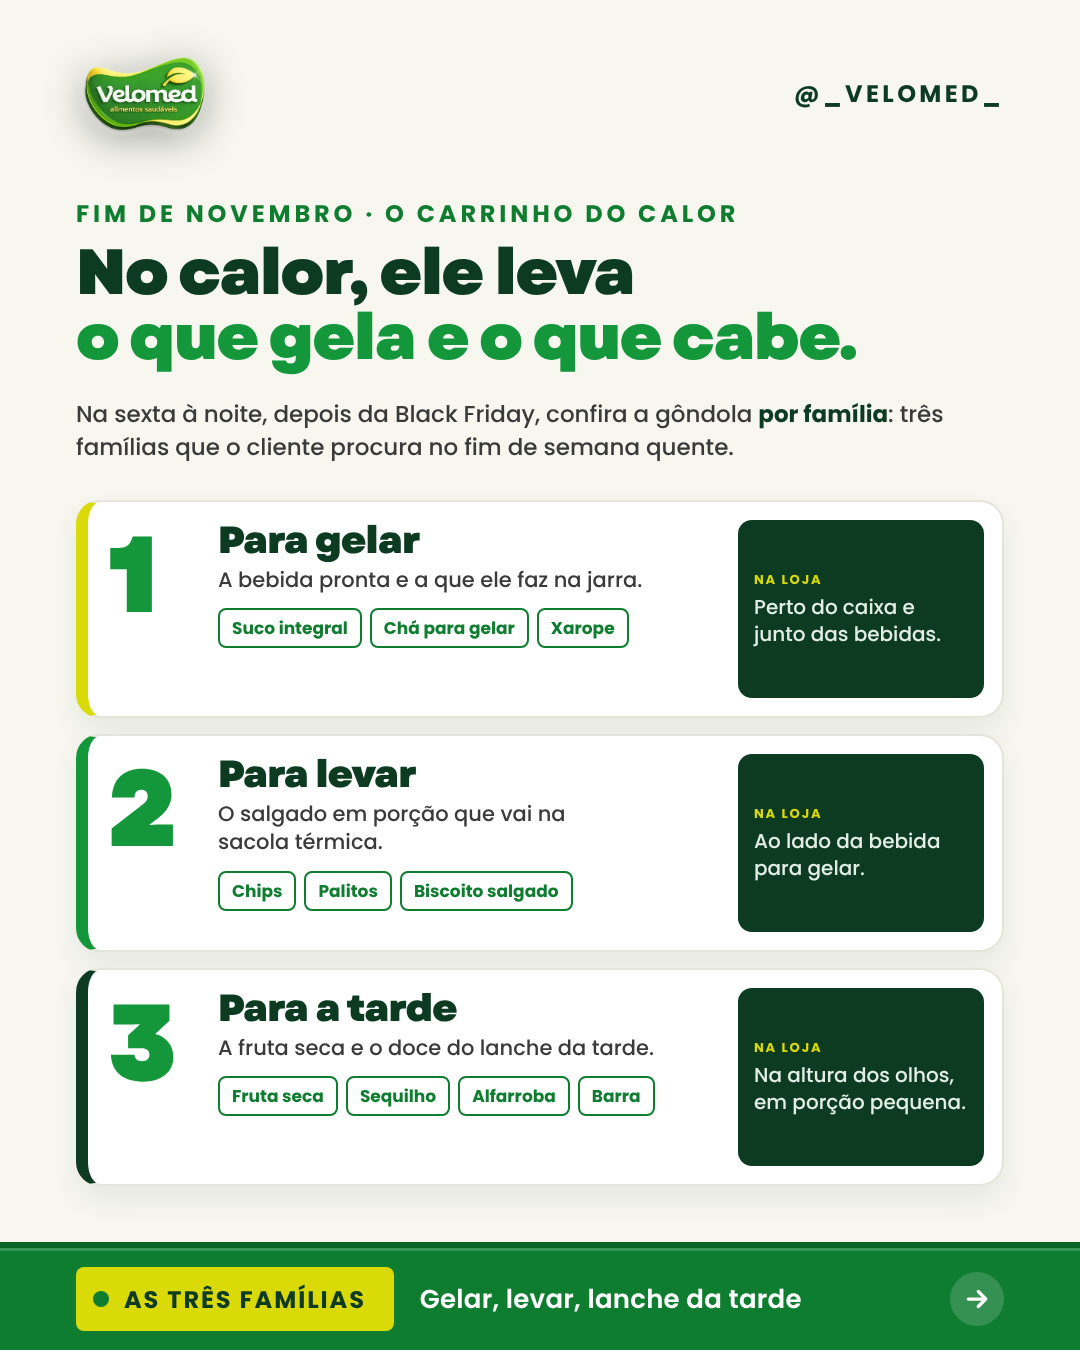 Velomed
alimentos saudáveis
@_VELOMED_
FIM DE NOVEMBRO · O CARRINHO DO CALOR
No calor, ele leva
o que gela e o que cabe.
Na sexta à noite, depois da Black Friday, confira a gôndola por família: três
famílias que o cliente procura no fim de semana quente.
1
Para gelar
A bebida pronta e a que ele faz na jarra.
Suco integral Chá para gelar Xarope
NA LOJA
Perto do caixa e
junto das bebidas.
2
Para levar
O salgado em porção que vai na
sacola térmica.
Chips Palitos Biscoito salgado
NA LOJA
Ao lado da bebida
para gelar.
3
Para a tarde
A fruta seca e o doce do lanche da tarde.
Fruta seca Sequilho Alfarroba Barra
NA LOJA
Na altura dos olhos,
em porção pequena.
AS TRÊS FAMÍLIAS
Gelar, levar, lanche da tarde